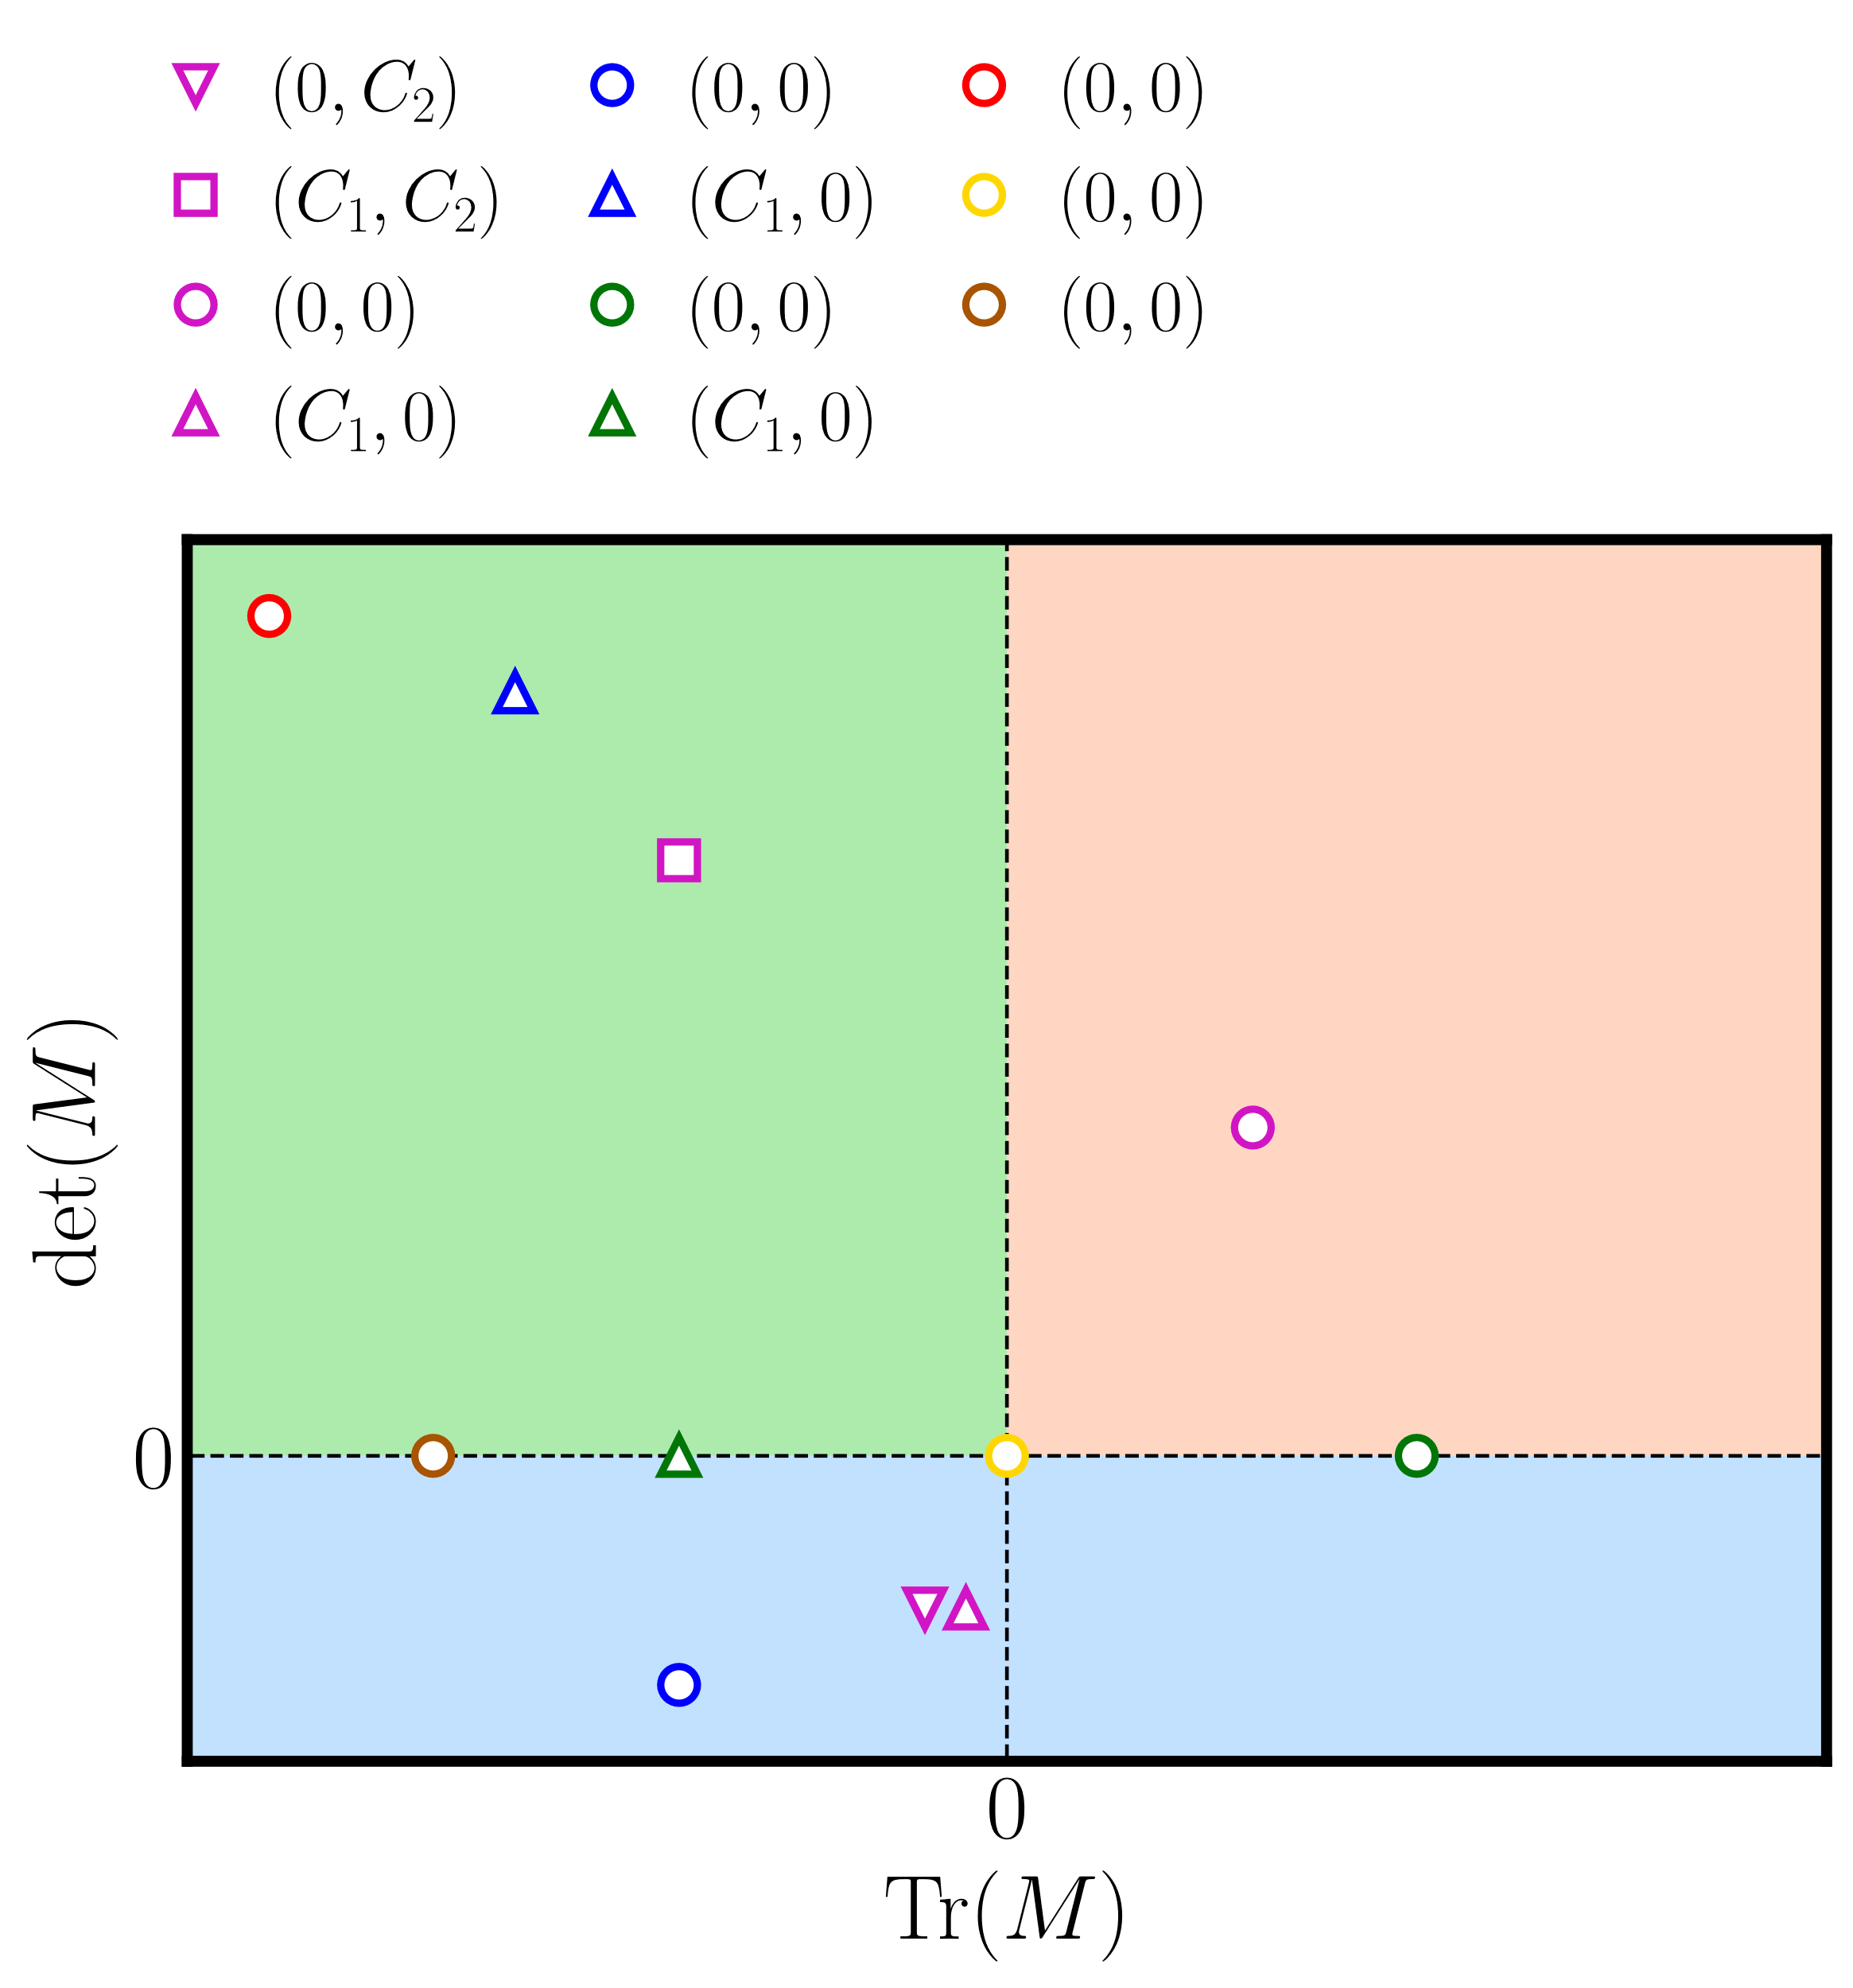 (0, C₂) (0, 0) (0, 0)
(C₁, C₂) (C₁, 0) (0, 0)
(0, 0) (0, 0) (0, 0)
(C₁, 0) (C₁, 0)
det(M)
0
0
Tr(M)